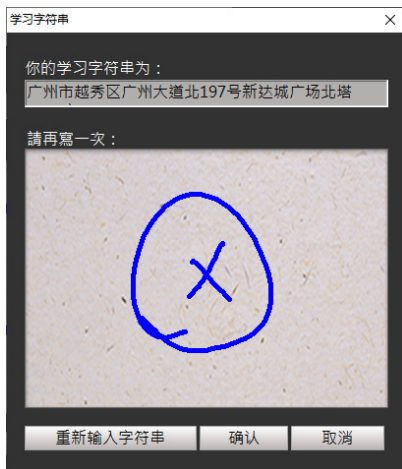 学习字符串
你的学习字符串为：
广州市越秀区广州大道北197号新达城广场北塔
請再寫一次：
重新输入字符串
确认
取消